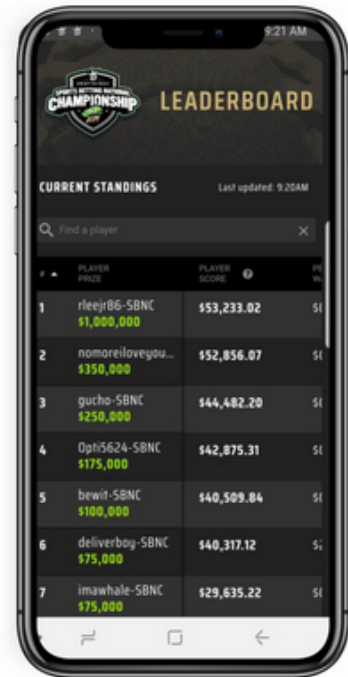 9:21 AM
SPORTS BETTING NATIONAL
CHAMPIONSHIP
LEADERBOARD
CURRENT STANDINGS
Last updated: 9:20AM
Find a player
#
PLAYER
PRIZE
PLAYER
SCORE
1 rleejr86-SBNC $53,233.02
$1,000,000
2 nomoreiloveyou... $52,856.07
$350,000
3 gucho-SBNC $44,482.20
$250,000
4 Opti5624-SBNC $42,875.31
$175,000
5 bewit-SBNC $40,509.84
$100,000
6 deliverboy-SBNC $40,317.12
$75,000
7 imawhale-SBNC $29,635.22
$75,000